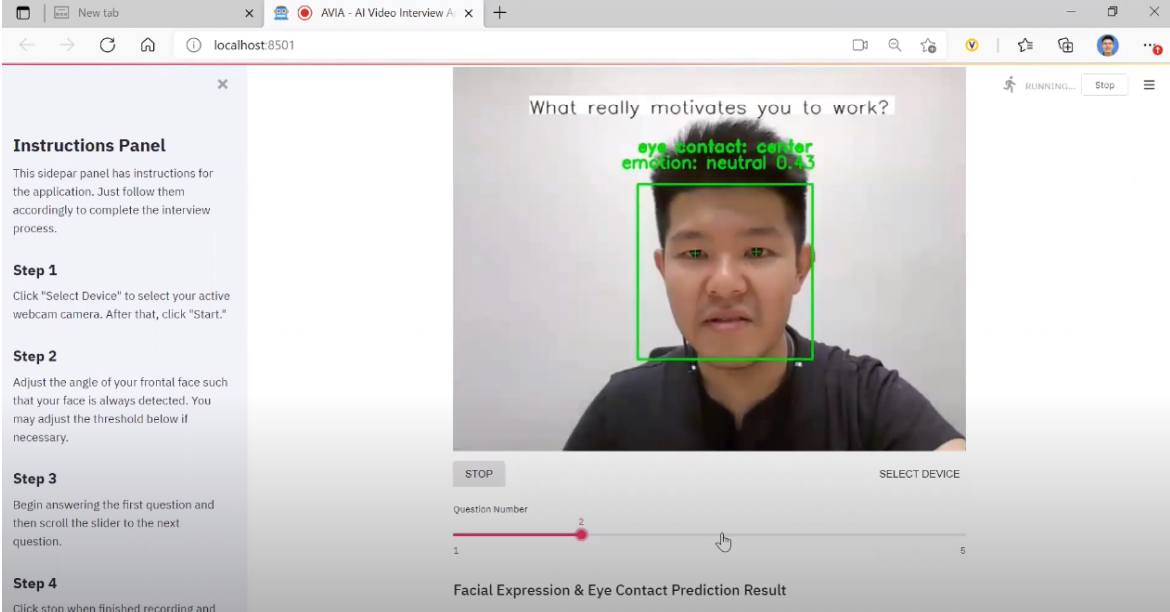 New tab
AVIA - AI Video Interview A
localhost:8501
RUNNING...
Stop
Instructions Panel
This sidepar panel has instructions for
the application. Just follow them
accordingly to complete the interview
process.
Step 1
Click "Select Device" to select your active
webcam camera. After that, click "Start."
Step 2
Adjust the angle of your frontal face such
that your face is always detected. You
may adjust the threshold below if
necessary.
Step 3
Begin answering the first question and
then scroll the slider to the next
question.
Step 4
Click stop when finished recording and
What really motivates you to work?
eye contact: center
emotion: neutral 0.43
STOP
SELECT DEVICE
Question Number
2
1
5
Facial Expression & Eye Contact Prediction Result